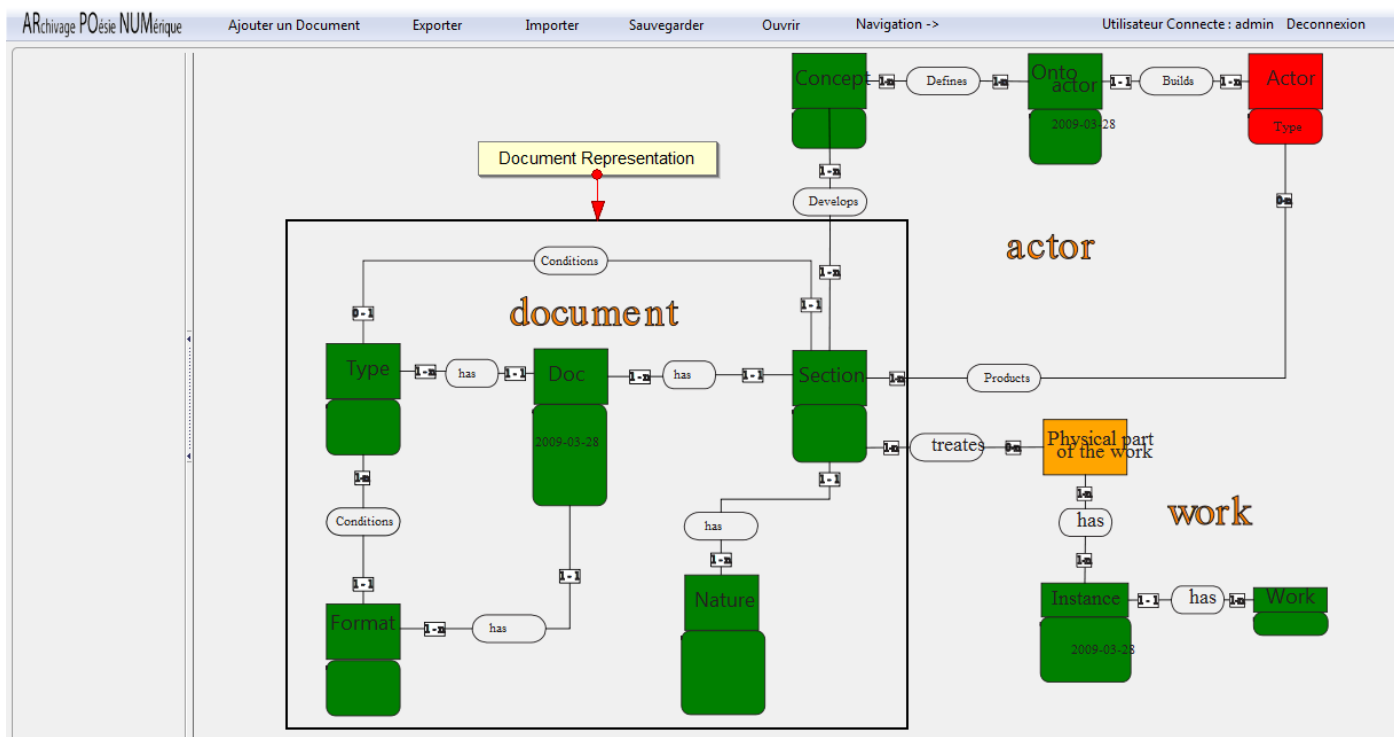 ARchivage POésie NUMérique Ajouter un Document Exporter Importer Sauvegarder Ouvrir Navigation -> Utilisateur Connecte : admin Deconnexion
Concept 1-n Defines 1-n Onto actor 1-1 Builds 1-n Actor
2009-03-28 Type
Document Representation
1-n
Develops 0-n
actor
Conditions
1-n
0-1 document 1-1
Type 1-n has 1-1 Doc 1-n has 1-1 Section 1-n Products
2009-03-28 1-n treates 0-n Physical part
of the work
1-n 1-1
1-n
Conditions has has work
1-n 1-n
1-1 1-1
Format Nature Instance 1-1 has 1-n Work
1-n has
2009-03-28